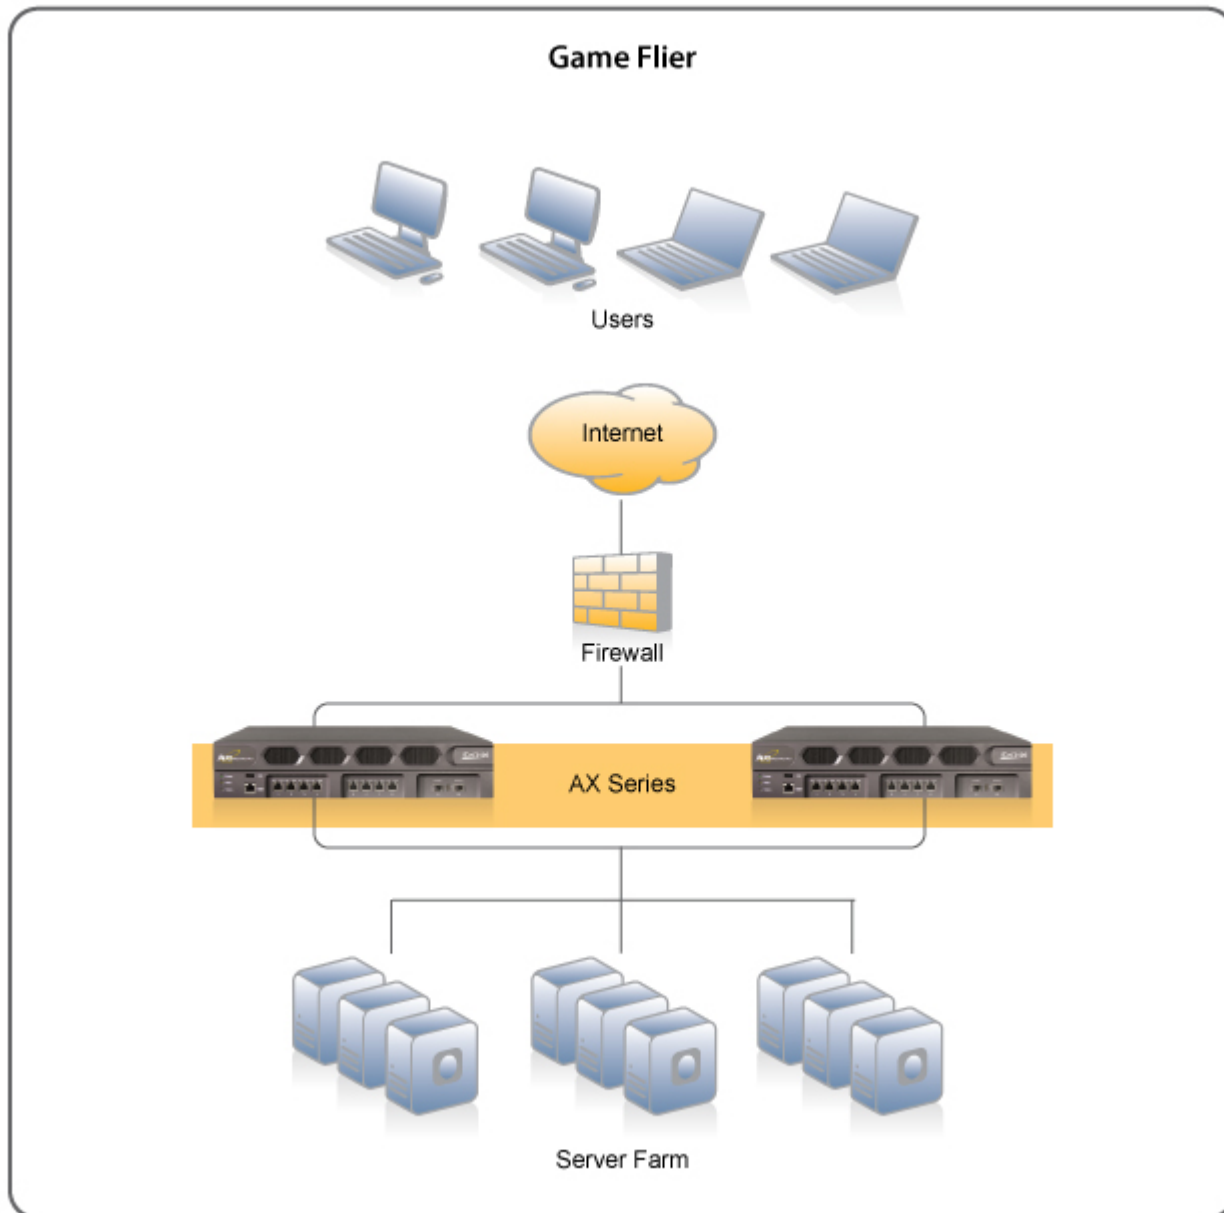 Game Flier
Users
Internet
Firewall
AX Series
Server Farm